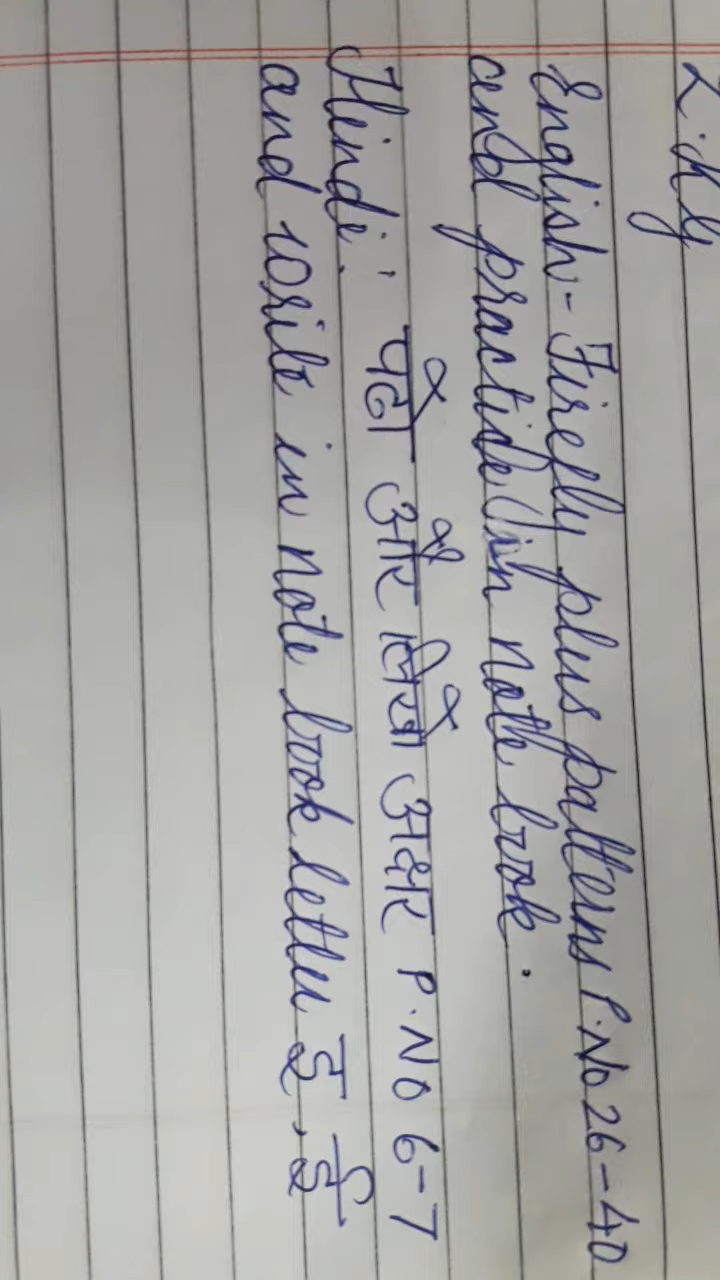 L.Kg
English - Firefly plus patterns P.No 26-40
and practice in note book.
Hindi: पढ़ो और लिखो अक्षर P.No 6-7
and write in note book letter इ, ई